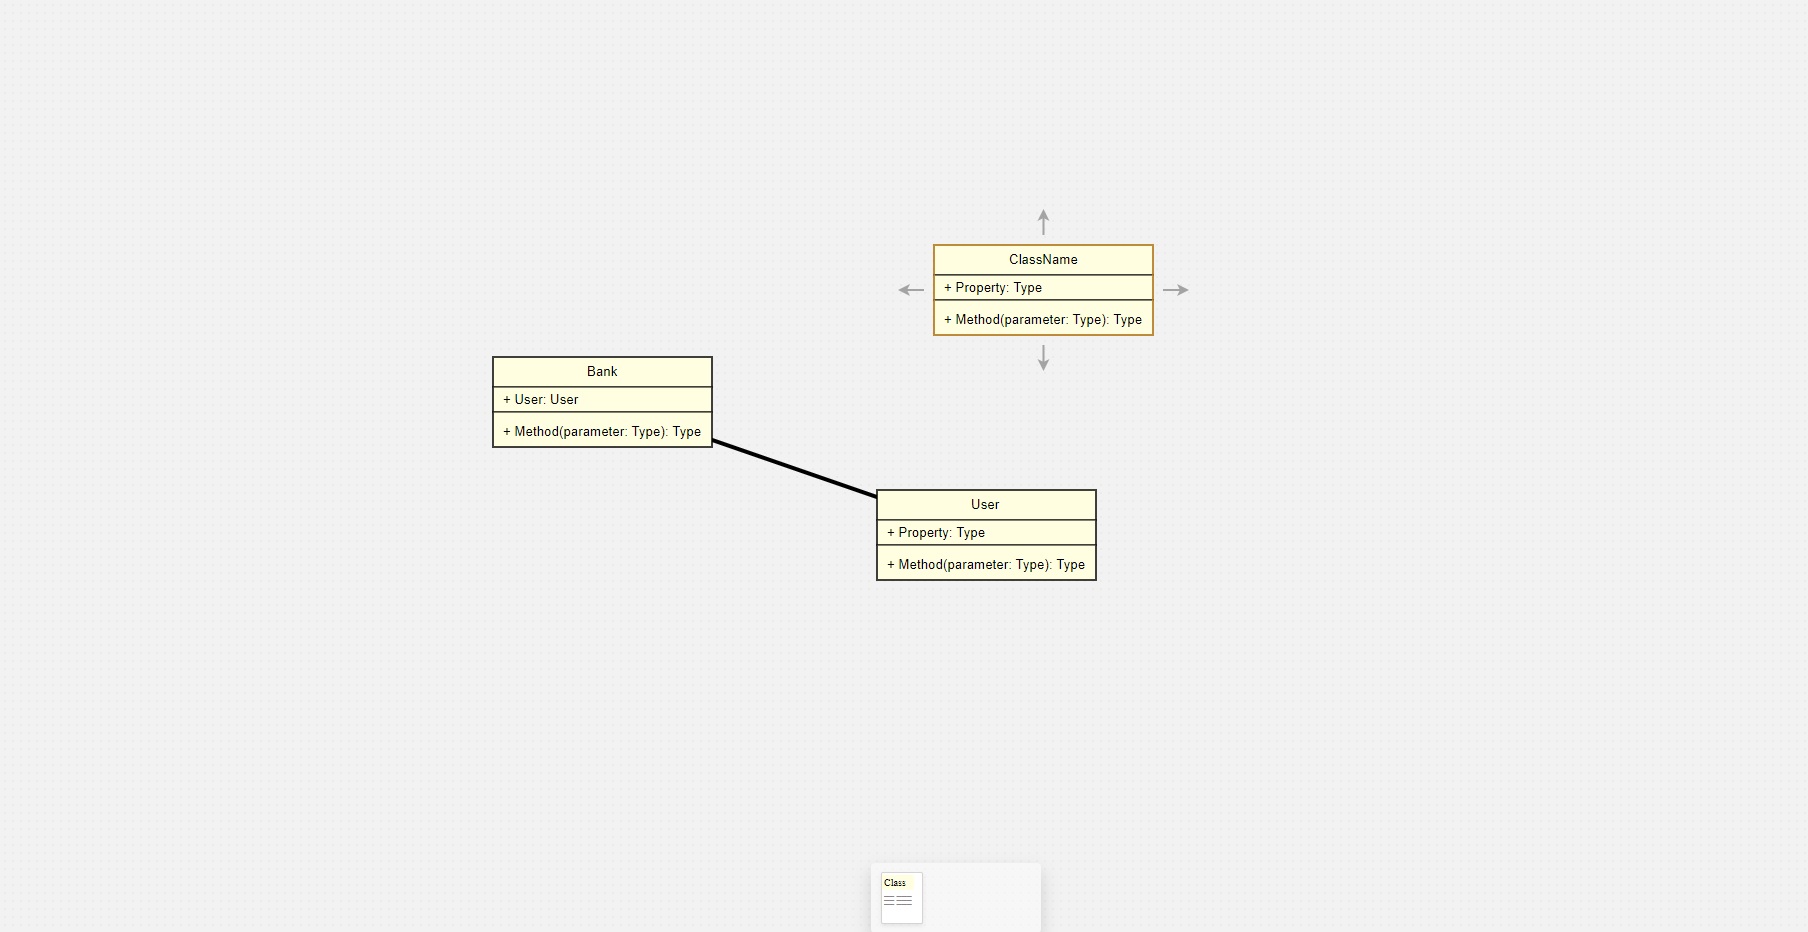 ClassName
+ Property: Type
+ Method(parameter: Type): Type
Bank
+ User: User
+ Method(parameter: Type): Type
User
+ Property: Type
+ Method(parameter: Type): Type
Class